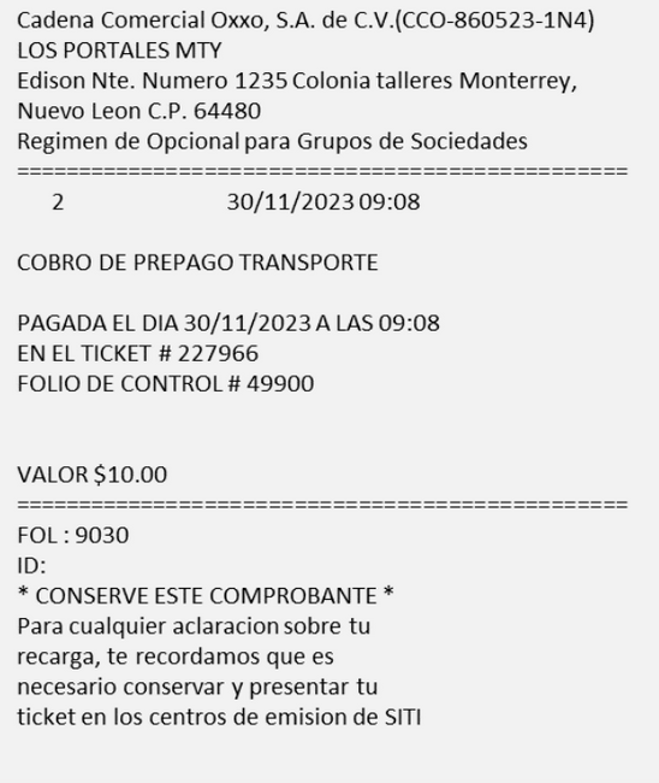 Cadena Comercial Oxxo, S.A. de C.V.(CCO-860523-1N4)
LOS PORTALES MTY
Edison Nte. Numero 1235 Colonia talleres Monterrey,
Nuevo Leon C.P. 64480
Regimen de Opcional para Grupos de Sociedades
=================================================
2 30/11/2023 09:08
COBRO DE PREPAGO TRANSPORTE
PAGADA EL DIA 30/11/2023 A LAS 09:08
EN EL TICKET # 227966
FOLIO DE CONTROL # 49900
VALOR $10.00
=================================================
FOL : 9030
ID:
* CONSERVE ESTE COMPROBANTE *
Para cualquier aclaracion sobre tu
recarga, te recordamos que es
necesario conservar y presentar tu
ticket en los centros de emision de SITI